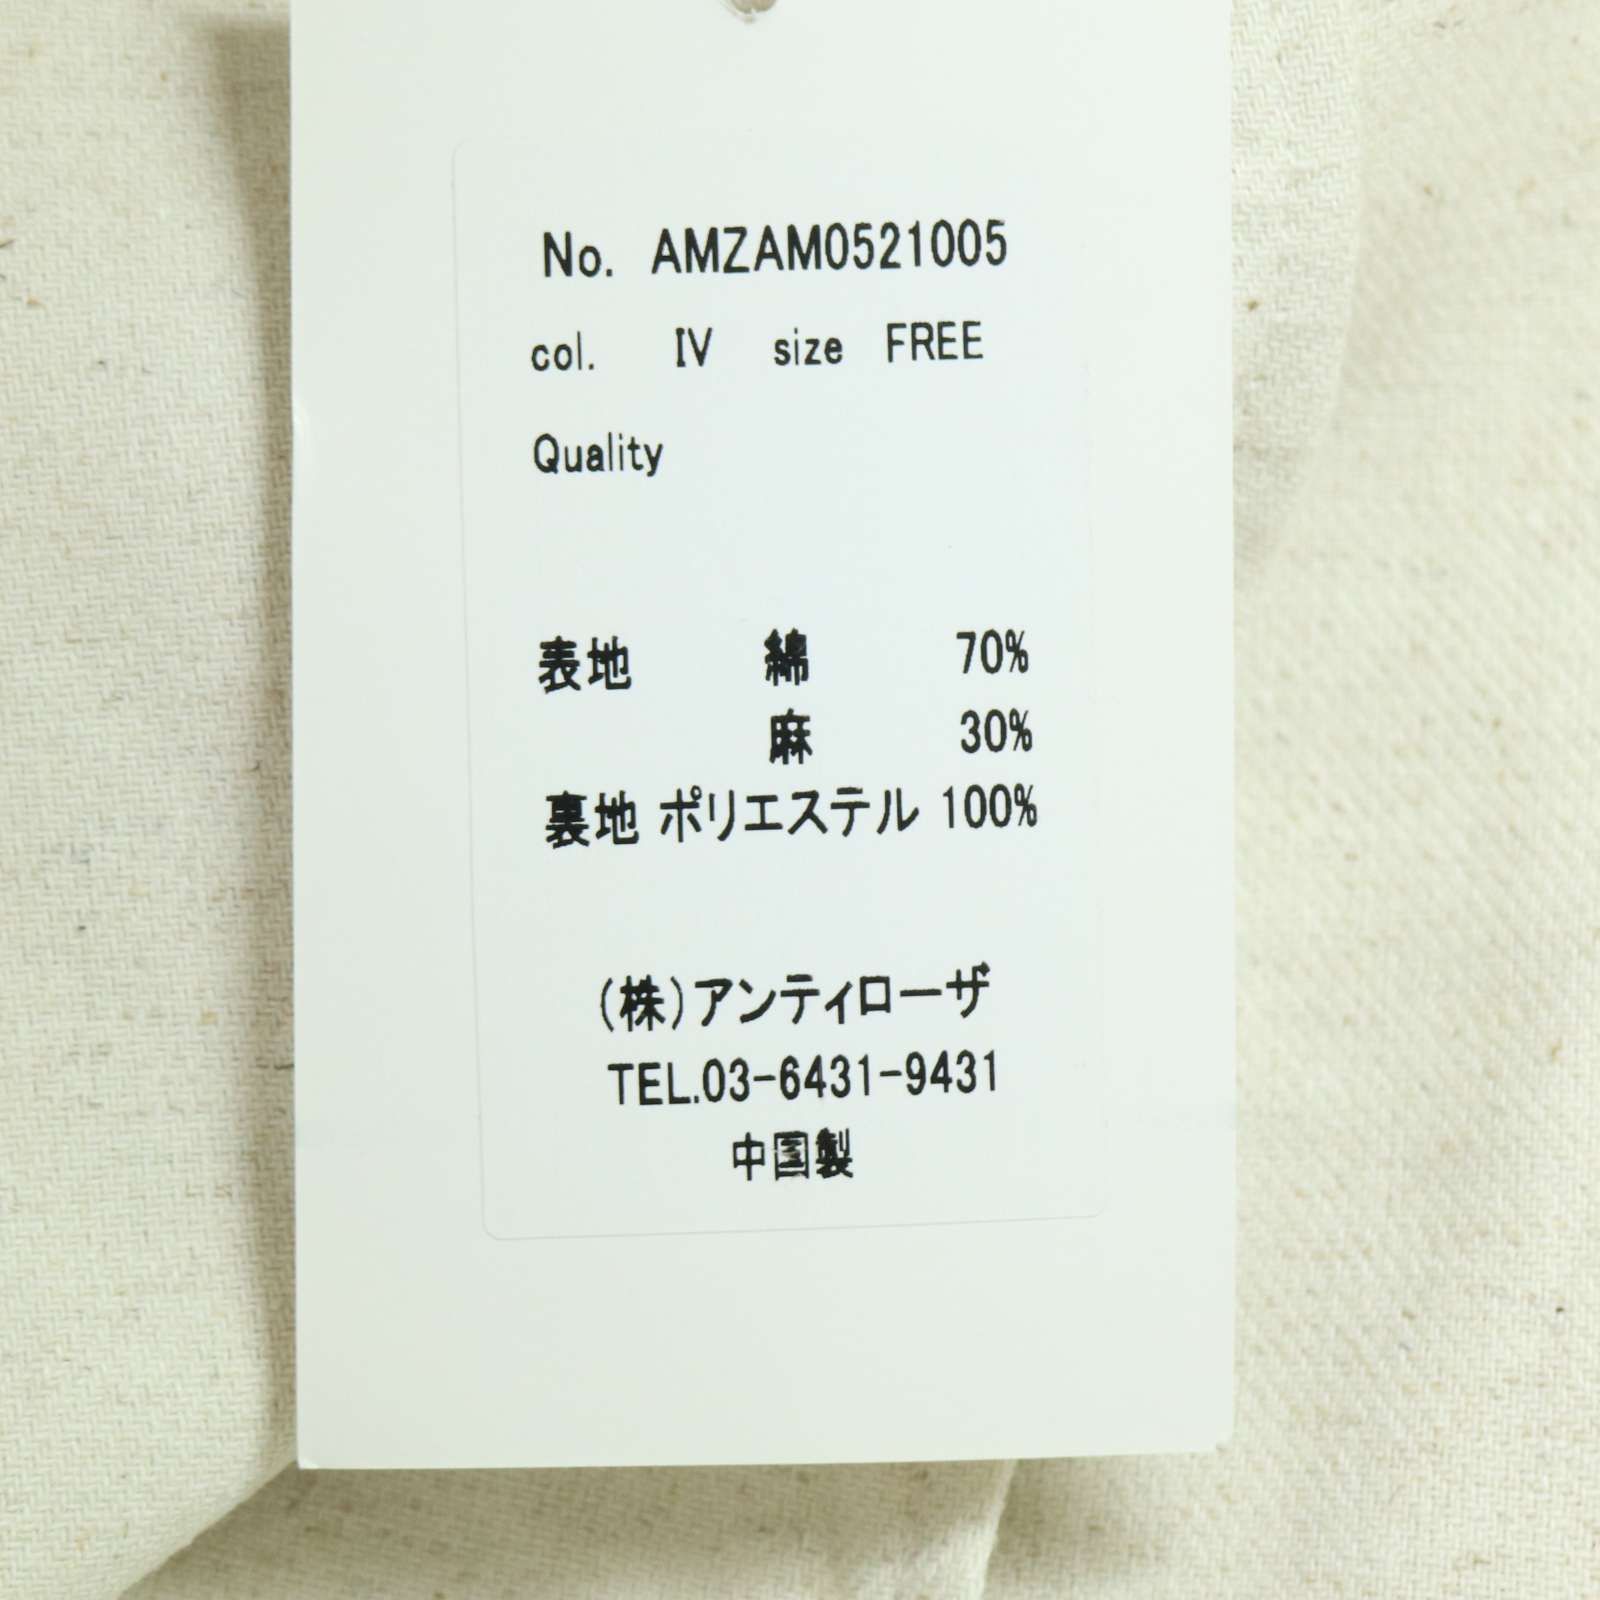 No. AMZAM0521005
col. IV size FREE
Quality
表地 綿 70%
麻 30%
裏地 ポリエステル 100%
(株)アンティローザ
TEL.03-6431-9431
中国製